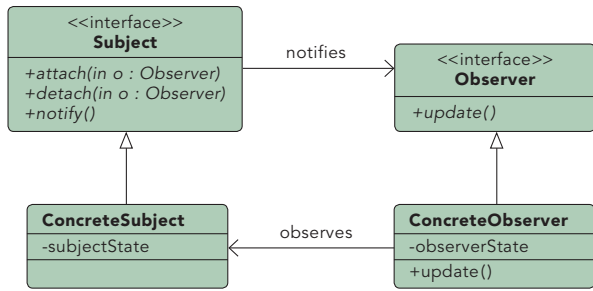 <<interface>>
Subject
+attach(in o : Observer)
+detach(in o : Observer)
+notify()
notifies
<<interface>>
Observer
+update()
ConcreteSubject
-subjectState
observes
ConcreteObserver
-observerState
+update()